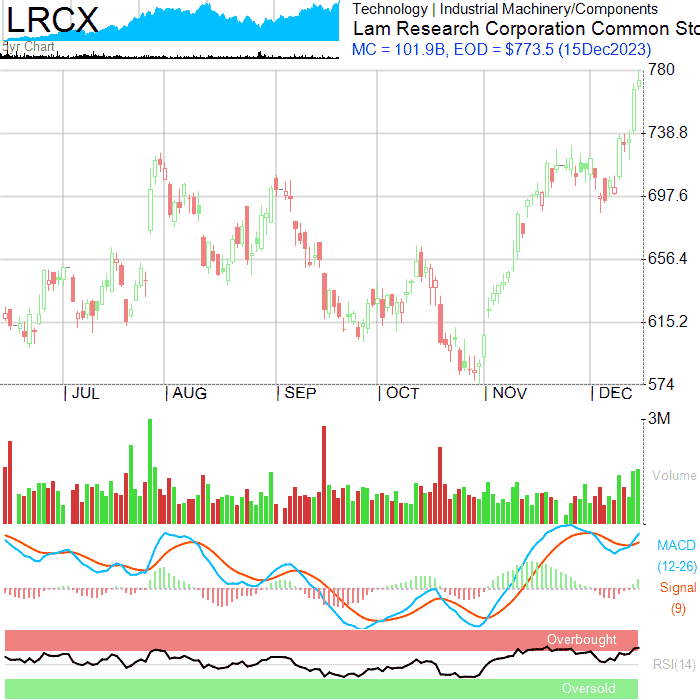 LRCX
5yr Chart
Technology | Industrial Machinery/Components
Lam Research Corporation Common Sto
MC = 101.9B, EOD = $773.5 (15Dec2023)
780
738.8
697.6
656.4
615.2
574
| JUL | AUG | SEP | OCT | NOV | DEC
3M
Volume
MACD
(12-26)
Signal
(9)
Overbought
RSI(14)
Oversold